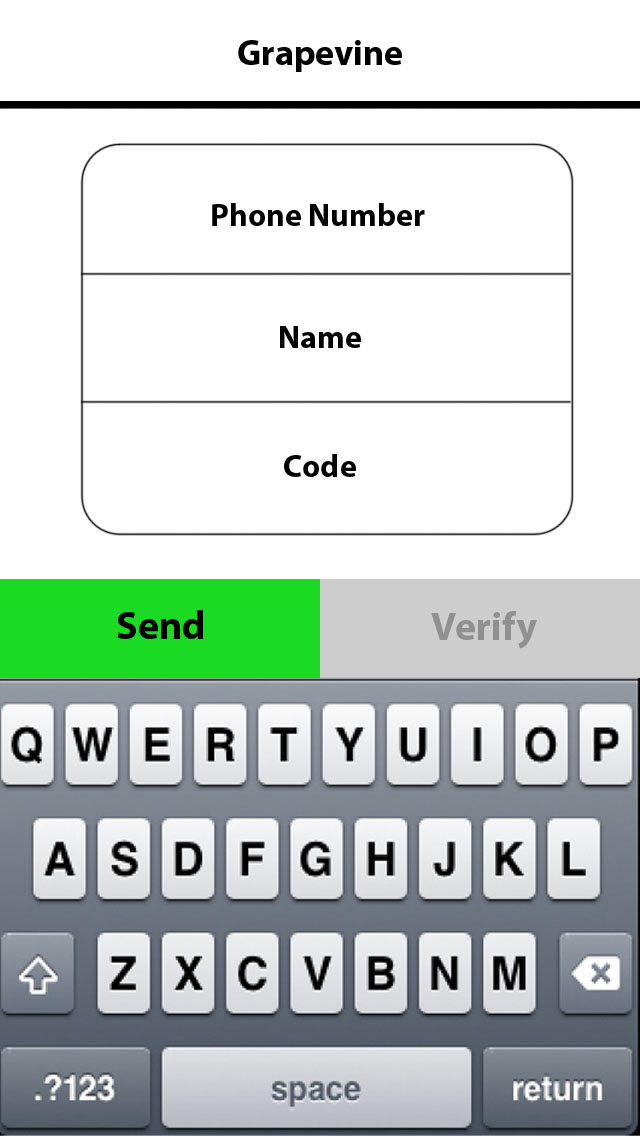 Grapevine
Phone Number
Name
Code
Send Verify
Q W E R T Y U I O P
A S D F G H J K L
Z X C V B N M
.?123 space return